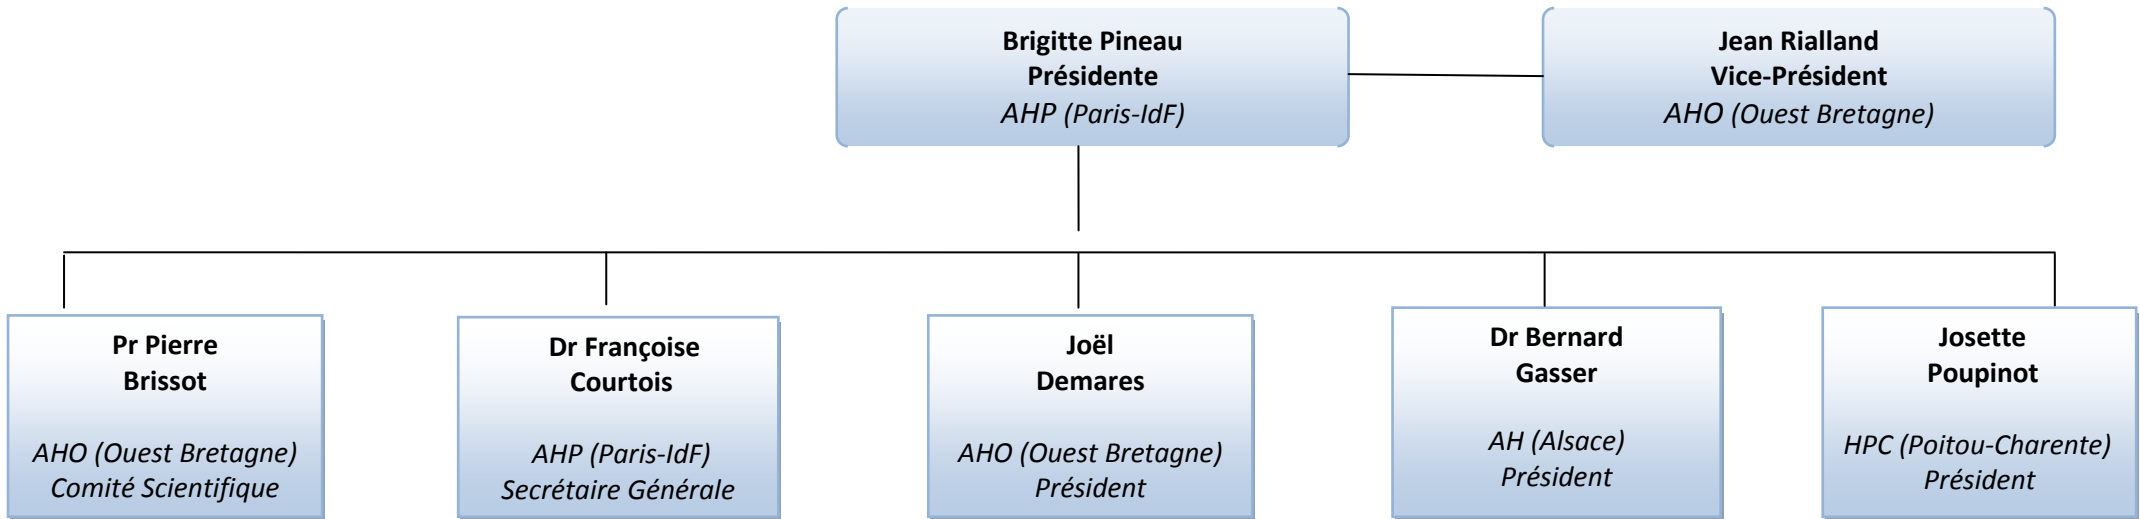 Brigitte Pineau
Présidente
AHP (Paris-IdF)
Jean Rialland
Vice-Président
AHO (Ouest Bretagne)
Pr Pierre
Brissot
AHO (Ouest Bretagne)
Comité Scientifique
Dr Françoise
Courtois
AHP (Paris-IdF)
Secrétaire Générale
Joël
Demares
AHO (Ouest Bretagne)
Président
Dr Bernard
Gasser
AH (Alsace)
Président
Josette
Poupinot
HPC (Poitou-Charente)
Président